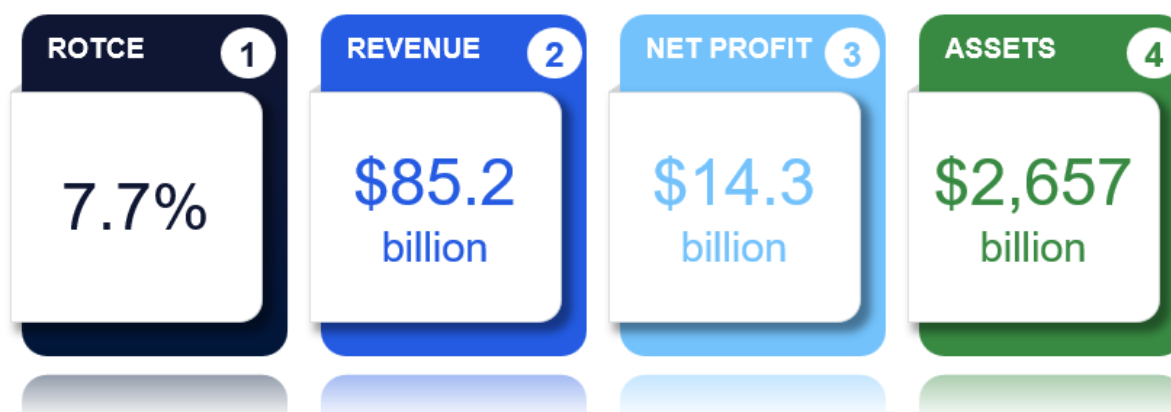 ROTCE
1
7.7%
REVENUE
2
$85.2
billion
NET PROFIT
3
$14.3
billion
ASSETS
4
$2,657
billion